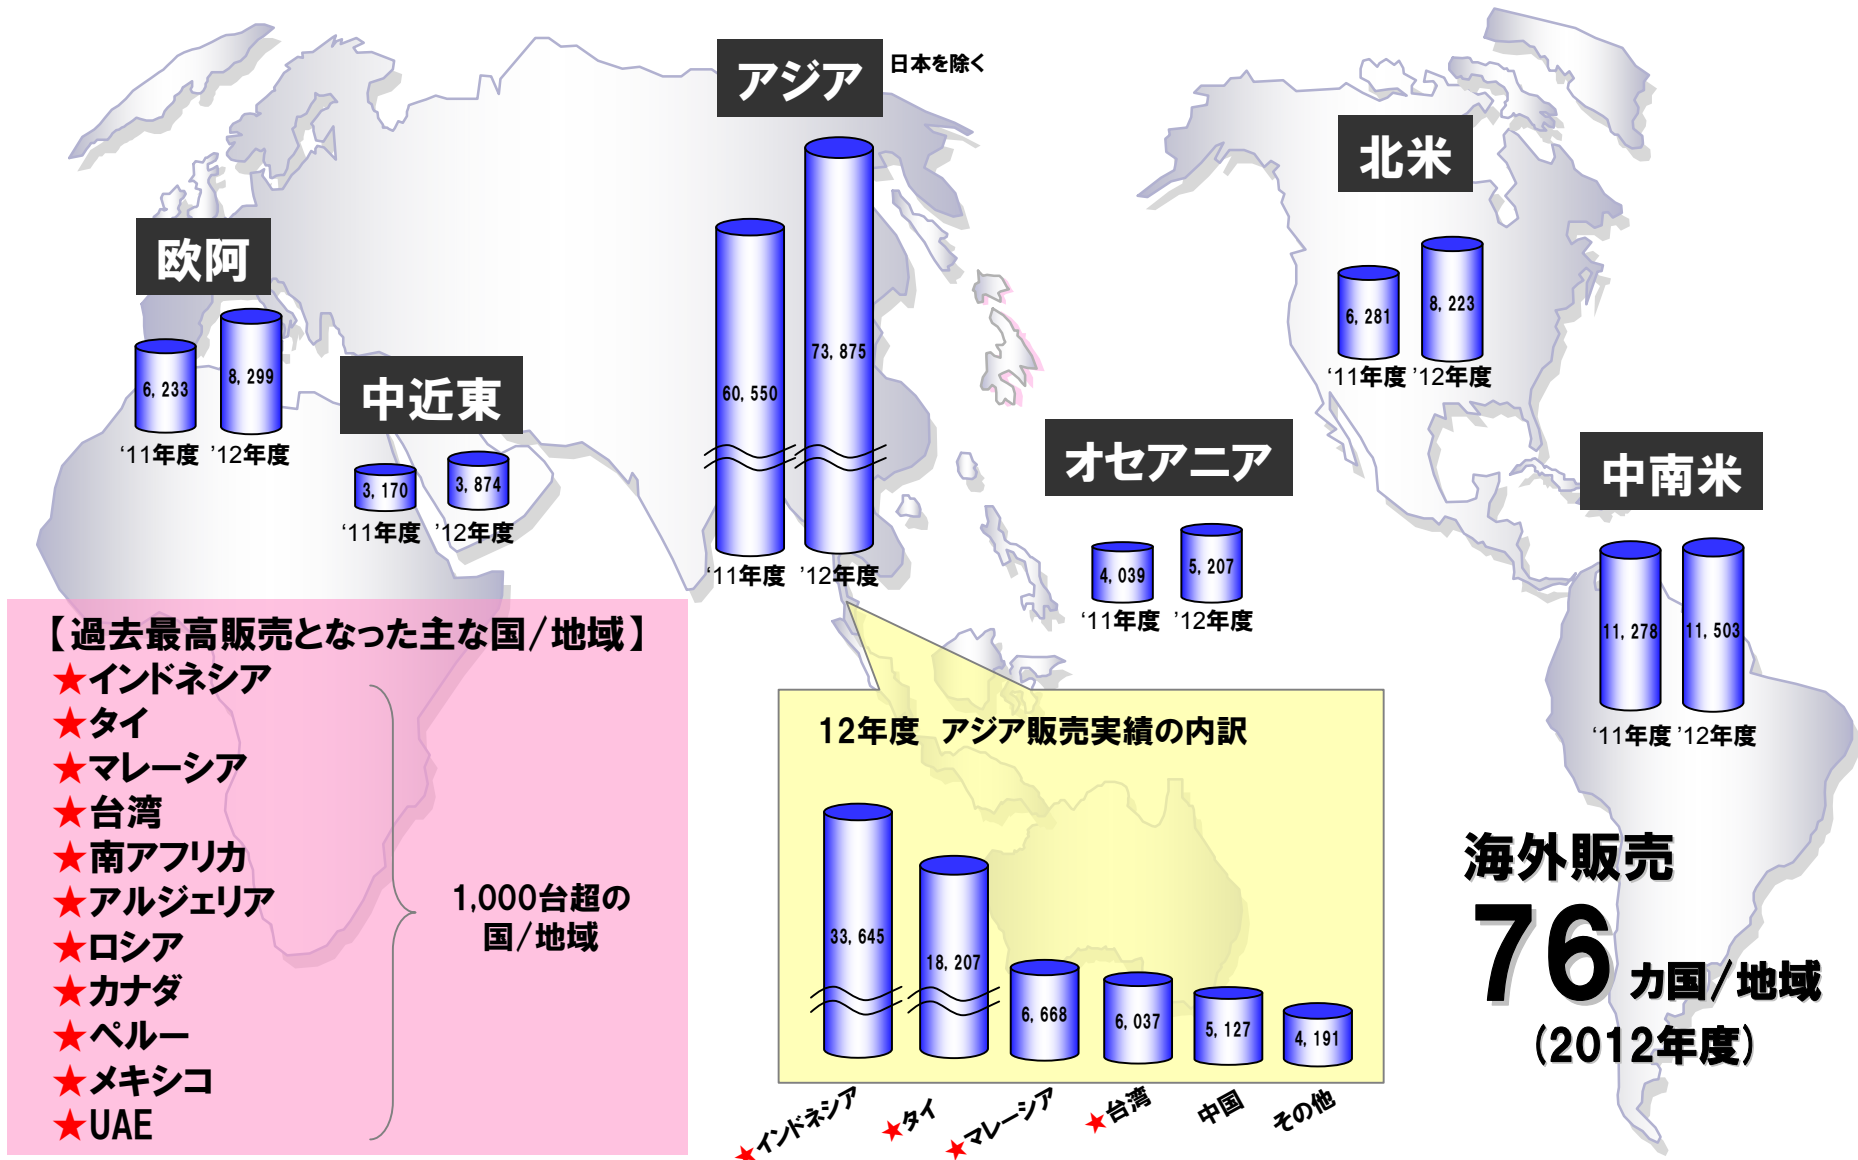 アジア 日本を除く
60,550
73,875
‘11年度 ’12年度
北米
6,281
8,223
‘11年度 ’12年度
欧阿
6,233
8,299
‘11年度 ’12年度
中近東
3,170
3,874
‘11年度 ’12年度
オセアニア
4,039
5,207
‘11年度 ’12年度
中南米
11,278
11,503
‘11年度 ’12年度
【過去最高販売となった主な国/地域】
★インドネシア
★タイ
★マレーシア
★台湾
★南アフリカ
★アルジェリア
★ロシア
★カナダ
★ペルー
★メキシコ
★UAE
1,000台超の
国/地域
12年度 アジア販売実績の内訳
33,645
18,207
6,668
6,037
5,127
4,191
★インドネシア
★タイ
★マレーシア
★台湾
中国
その他
海外販売
76カ国/地域
(2012年度)